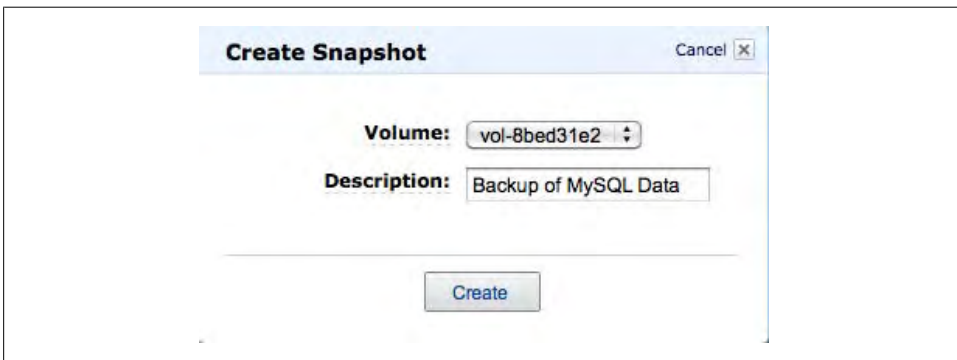 Create Snapshot Cancel
Volume: vol-8bed31e2
Description: Backup of MySQL Data
Create